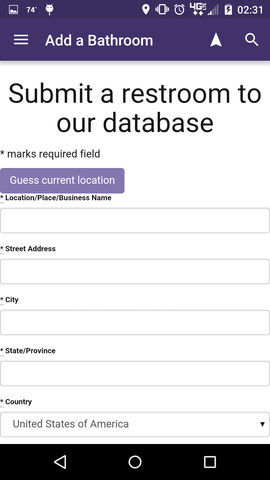 74° 4G 02:31
Add a Bathroom
Submit a restroom to
our database
* marks required field
Guess current location
* Location/Place/Business Name
* Street Address
* City
* State/Province
* Country
United States of America